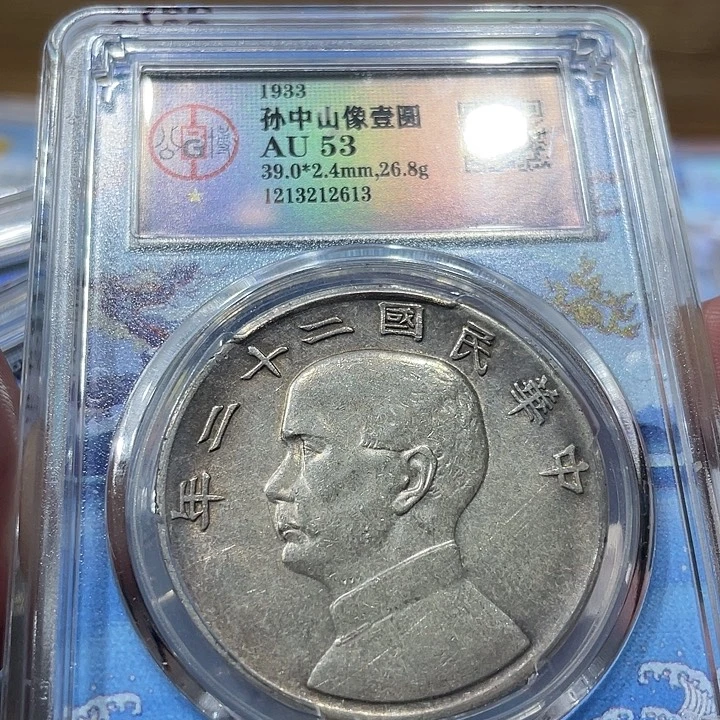 1933
孙中山像壹圆
AU 53
39.0*2.4mm,26.8g
1213212613
G
年二十二國民華中